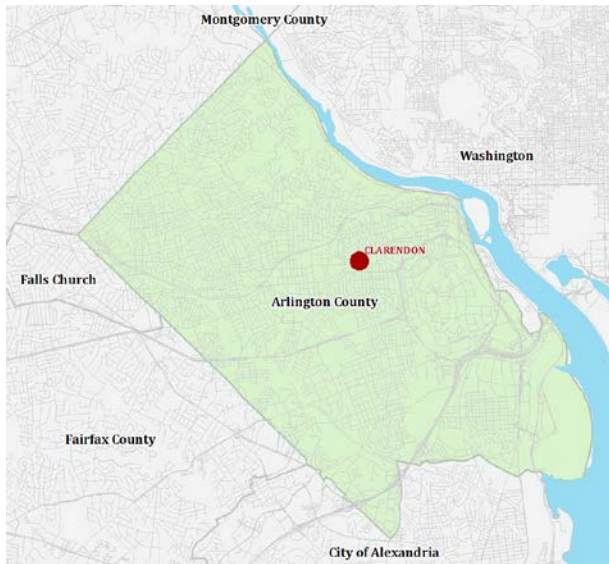 Montgomery County
Washington
CLARENDON
Falls Church
Arlington County
Fairfax County
City of Alexandria